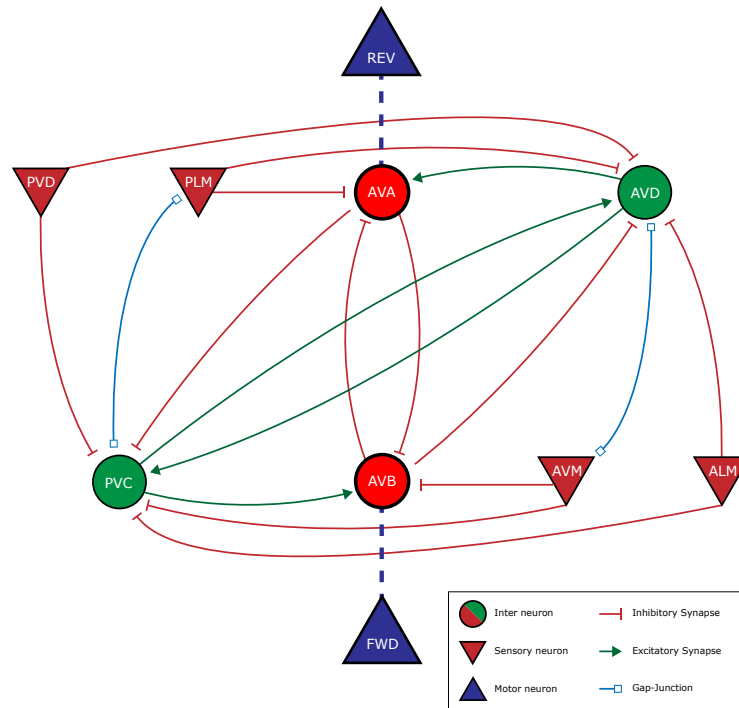 REV
PVD
PLM
AVA
AVD
PVC
AVB
AVM
ALM
FWD
Inter neuron
Inhibitory Synapse
Sensory neuron
Excitatory Synapse
Motor neuron
Gap-Junction